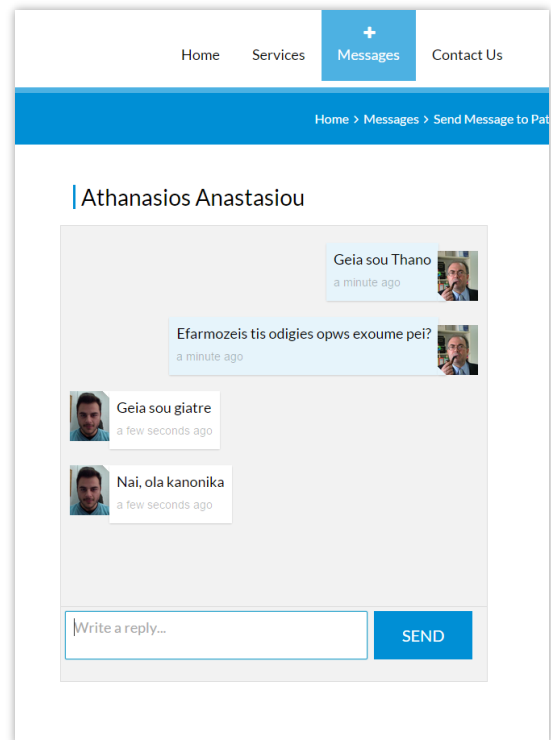 Home Services Messages Contact Us
Home > Messages > Send Message to Pat
Athanasios Anastasiou
Geia sou Thano
a minute ago
Efarmozeis tis odigies opws exoume pei?
a minute ago
Geia sou giatre
a few seconds ago
Nai, ola kanonika
a few seconds ago
Write a reply...
SEND